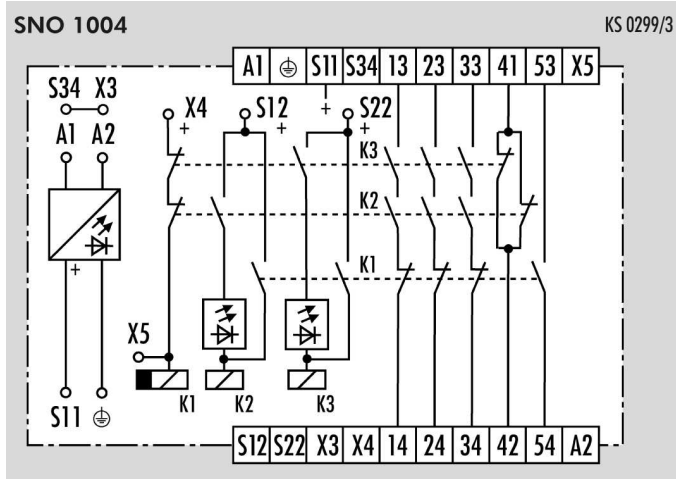 SNO 1004 KS 0299/3
A1 ⏚ S11 S34 13 23 33 41 53 X5
S34 X3
A1 A2
X4 S12 S22
+ + + +
K3
K2
K1
+
X5
K1 K2 K3
S11 ⏚
S12 S22 X3 X4 14 24 34 42 54 A2